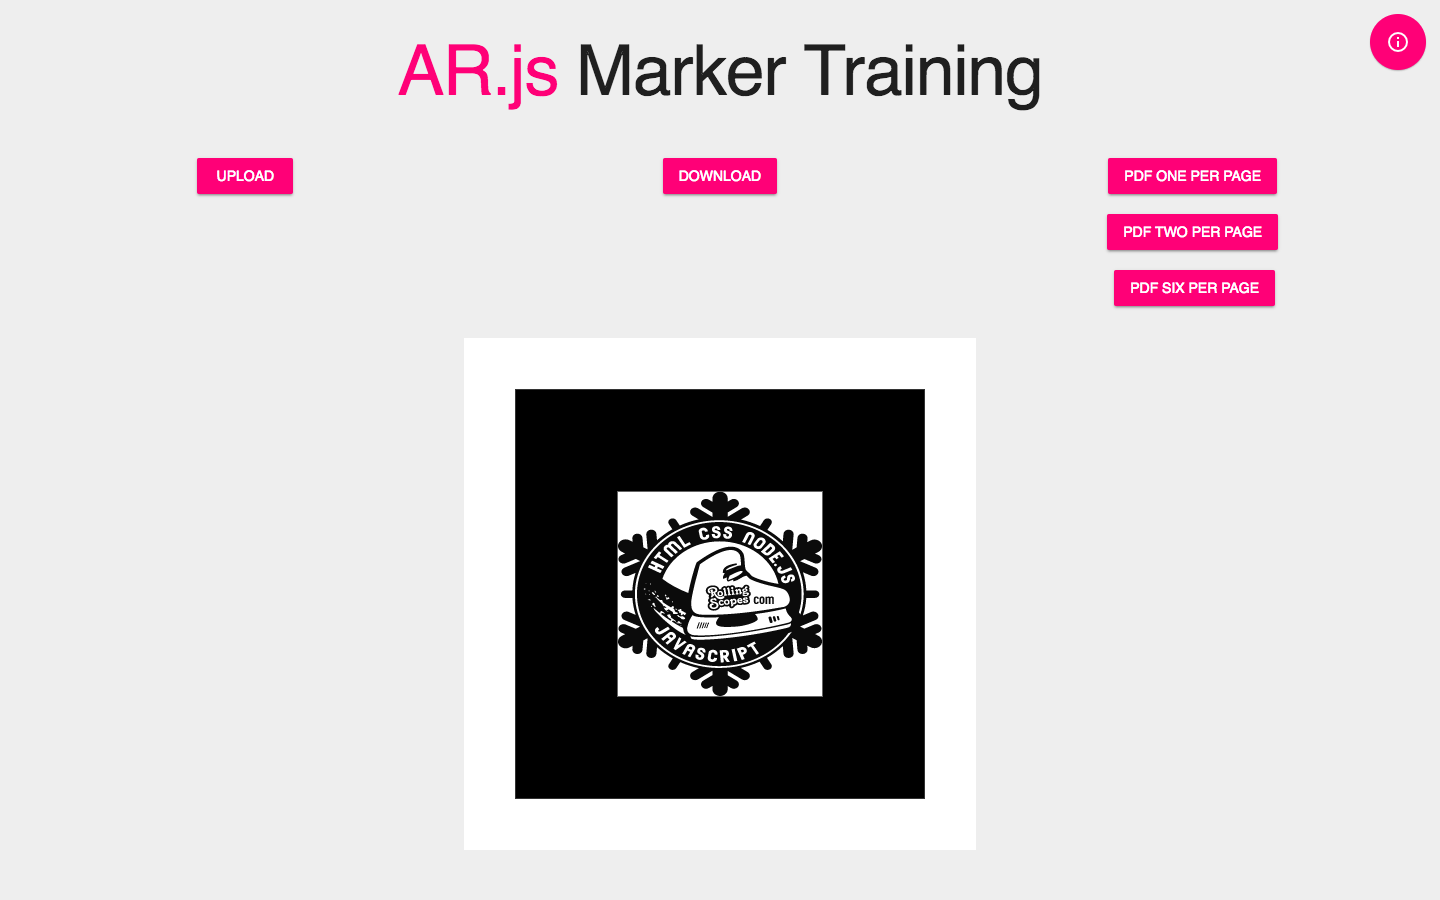 AR.js Marker Training
UPLOAD
DOWNLOAD
PDF ONE PER PAGE
PDF TWO PER PAGE
PDF SIX PER PAGE
HTML CSS NODE.JS
Rolling
Scopes com
JAVASCRIPT